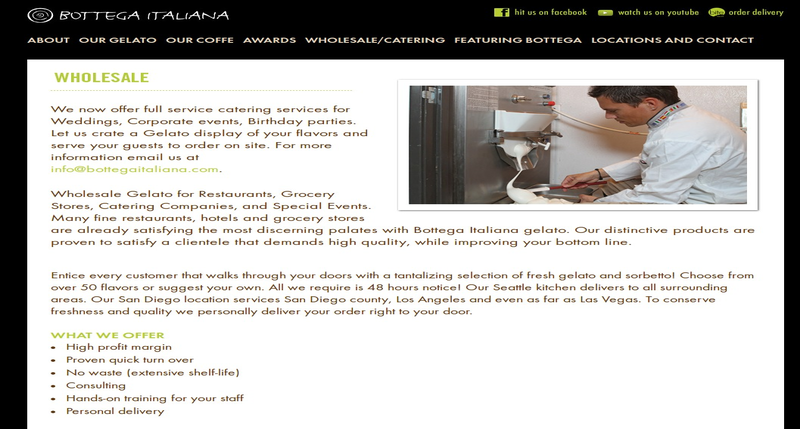 BOTTEGA ITALIANA
hit us on facebook watch us on youtube order delivery
ABOUT OUR GELATO OUR COFFE AWARDS WHOLESALE/CATERING FEATURING BOTTEGA LOCATIONS AND CONTACT
WHOLESALE
We now offer full service catering services for
Weddings, Corporate events, Birthday parties.
Let us crate a Gelato display of your flavors and
serve your guests to order on site. For more
information email us at
info@bottegaitaliana.com.
Wholesale Gelato for Restaurants, Grocery
Stores, Catering Companies, and Special Events.
Many fine restaurants, hotels and grocery stores
are already satisfying the most discerning palates with Bottega Italiana gelato. Our distinctive products are
proven to satisfy a clientele that demands high quality, while improving your bottom line.
Entice every customer that walks through your doors with a tantalizing selection of fresh gelato and sorbetto! Choose from
over 50 flavors or suggest your own. All we require is 48 hours notice! Our Seattle kitchen delivers to all surrounding
areas. Our San Diego location services San Diego county, Los Angeles and even as far as Las Vegas. To conserve
freshness and quality we personally deliver your order right to your door.
WHAT WE OFFER
• High profit margin
• Proven quick turn over
• No waste (extensive shelf-life)
• Consulting
• Hands-on training for your staff
• Personal delivery